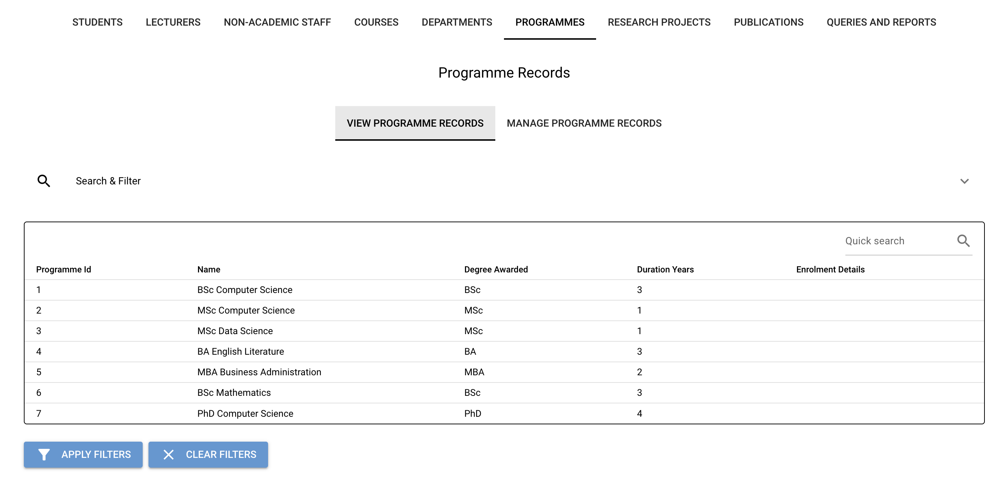 STUDENTS LECTURERS NON-ACADEMIC STAFF COURSES DEPARTMENTS PROGRAMMES RESEARCH PROJECTS PUBLICATIONS QUERIES AND REPORTS
Programme Records
VIEW PROGRAMME RECORDS MANAGE PROGRAMME RECORDS
Search & Filter
Quick search
Programme Id Name Degree Awarded Duration Years Enrolment Details
1 BSc Computer Science BSc 3
2 MSc Computer Science MSc 1
3 MSc Data Science MSc 1
4 BA English Literature BA 3
5 MBA Business Administration MBA 2
6 BSc Mathematics BSc 3
7 PhD Computer Science PhD 4
APPLY FILTERS CLEAR FILTERS